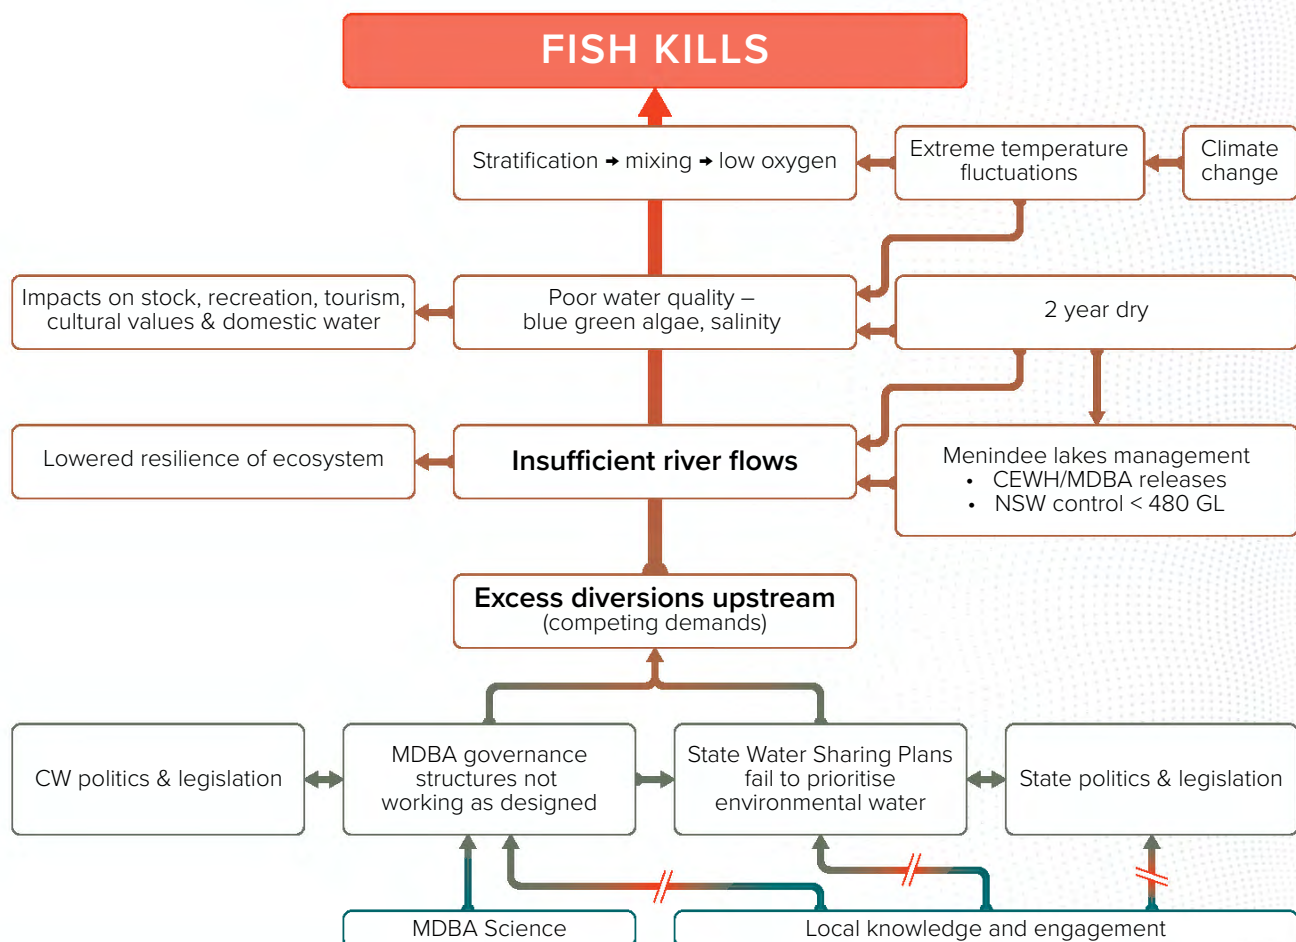 FISH KILLS
Stratification → mixing → low oxygen
Extreme temperature
fluctuations
Climate
change
Impacts on stock, recreation, tourism,
cultural values & domestic water
Poor water quality –
blue green algae, salinity
2 year dry
Lowered resilience of ecosystem
Insufficient river flows
Menindee lakes management
• CEWH/MDBA releases
• NSW control < 480 GL
Excess diversions upstream
(competing demands)
CW politics & legislation
MDBA governance
structures not
working as designed
State Water Sharing Plans
fail to prioritise
environmental water
State politics & legislation
MDBA Science
Local knowledge and engagement